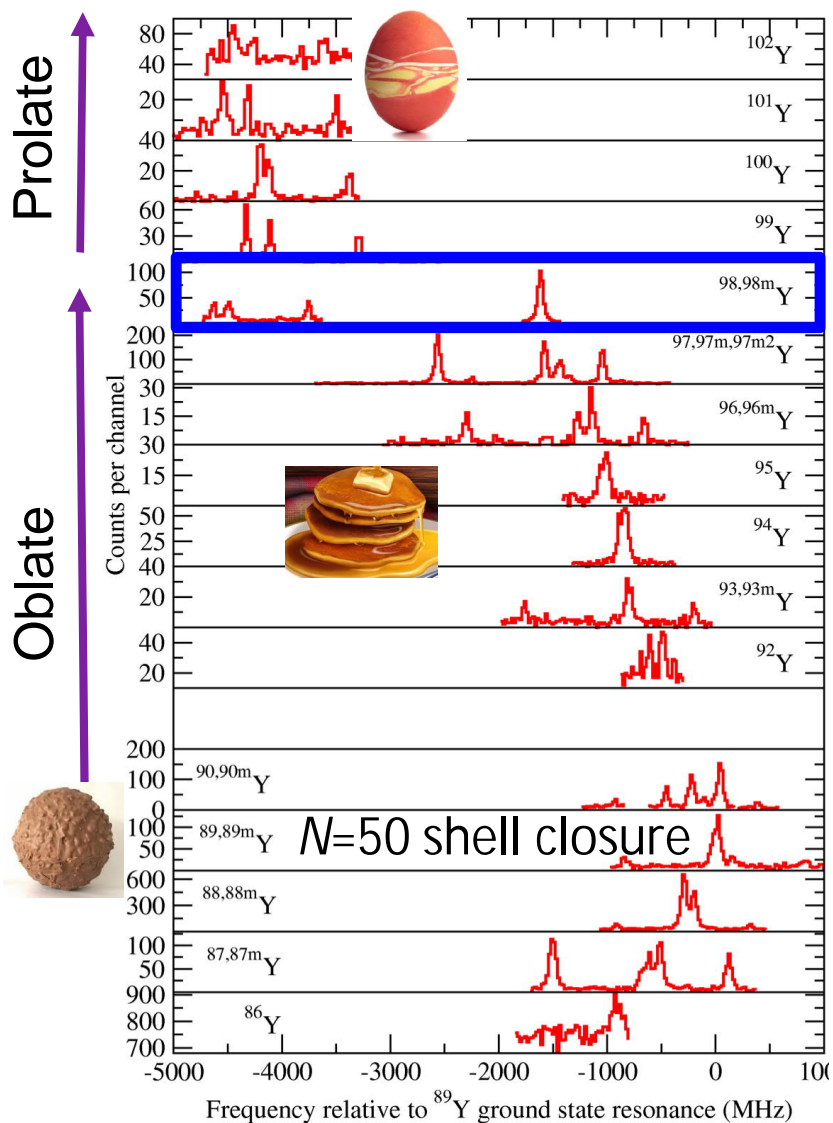 Prolate
Oblate
Counts per channel
80
40
¹⁰²Y
20
¹⁰¹Y
40
20
¹⁰⁰Y
60
30
⁹⁹Y
100
50
⁹⁸,⁹⁸ᵐY
200
100
⁹⁷,⁹⁷ᵐ,⁹⁷ᵐ²Y
30
15
⁹⁶,⁹⁶ᵐY
30
15
⁹⁵Y
50
25
⁹⁴Y
40
20
⁹³,⁹³ᵐY
40
20
⁹²Y
200
100
0
⁹⁰,⁹⁰ᵐY
100
50
⁸⁹,⁸⁹ᵐY
N=50 shell closure
600
300
⁸⁸,⁸⁸ᵐY
100
50
⁸⁷,⁸⁷ᵐY
900
800
700
⁸⁶Y
-5000 -4000 -3000 -2000 -1000 0 100
Frequency relative to ⁸⁹Y ground state resonance (MHz)